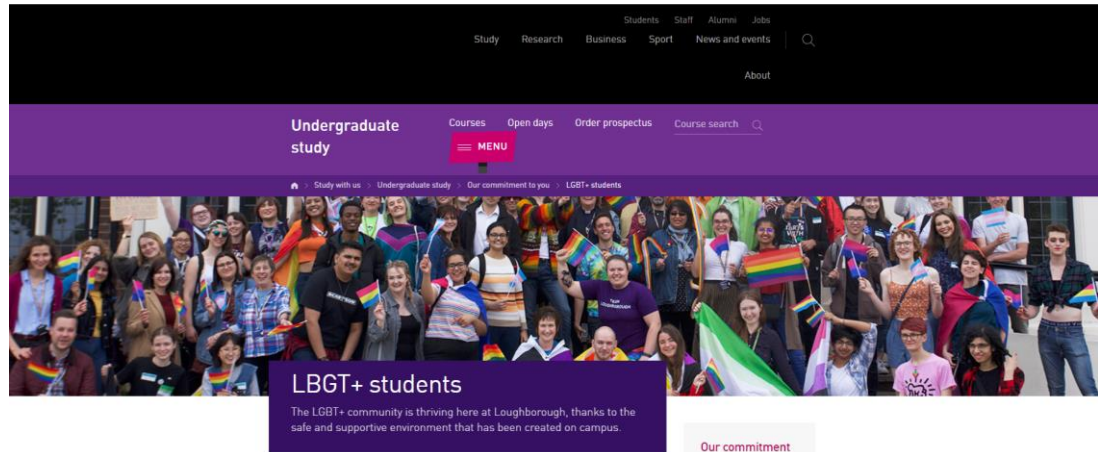 Students Staff Alumni Jobs
Study Research Business Sport News and events
About
Undergraduate
study
Courses Open days Order prospectus Course search
MENU
Study with us > Undergraduate study > Our commitment to you > LGBT+ students
LBGT+ students
The LGBT+ community is thriving here at Loughborough, thanks to the
safe and supportive environment that has been created on campus.
Our commitment